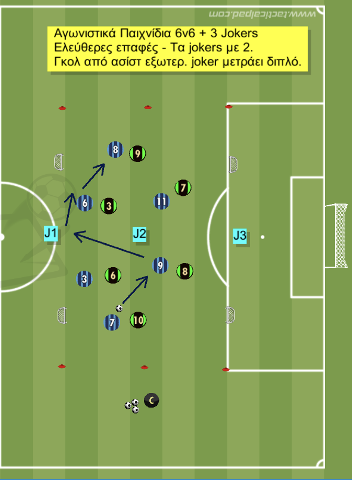 www.tacticalpad.com
Αγωνιστικά Παιχνίδια 6v6 + 3 Jokers
Ελεύθερες επαφές - Τα jokers με 2.
Γκολ από ασίστ εξωτερ. joker μετράει διπλό.
8
9
7
6
3
11
J1
J2
J3
9
3
6
8
7
10
C